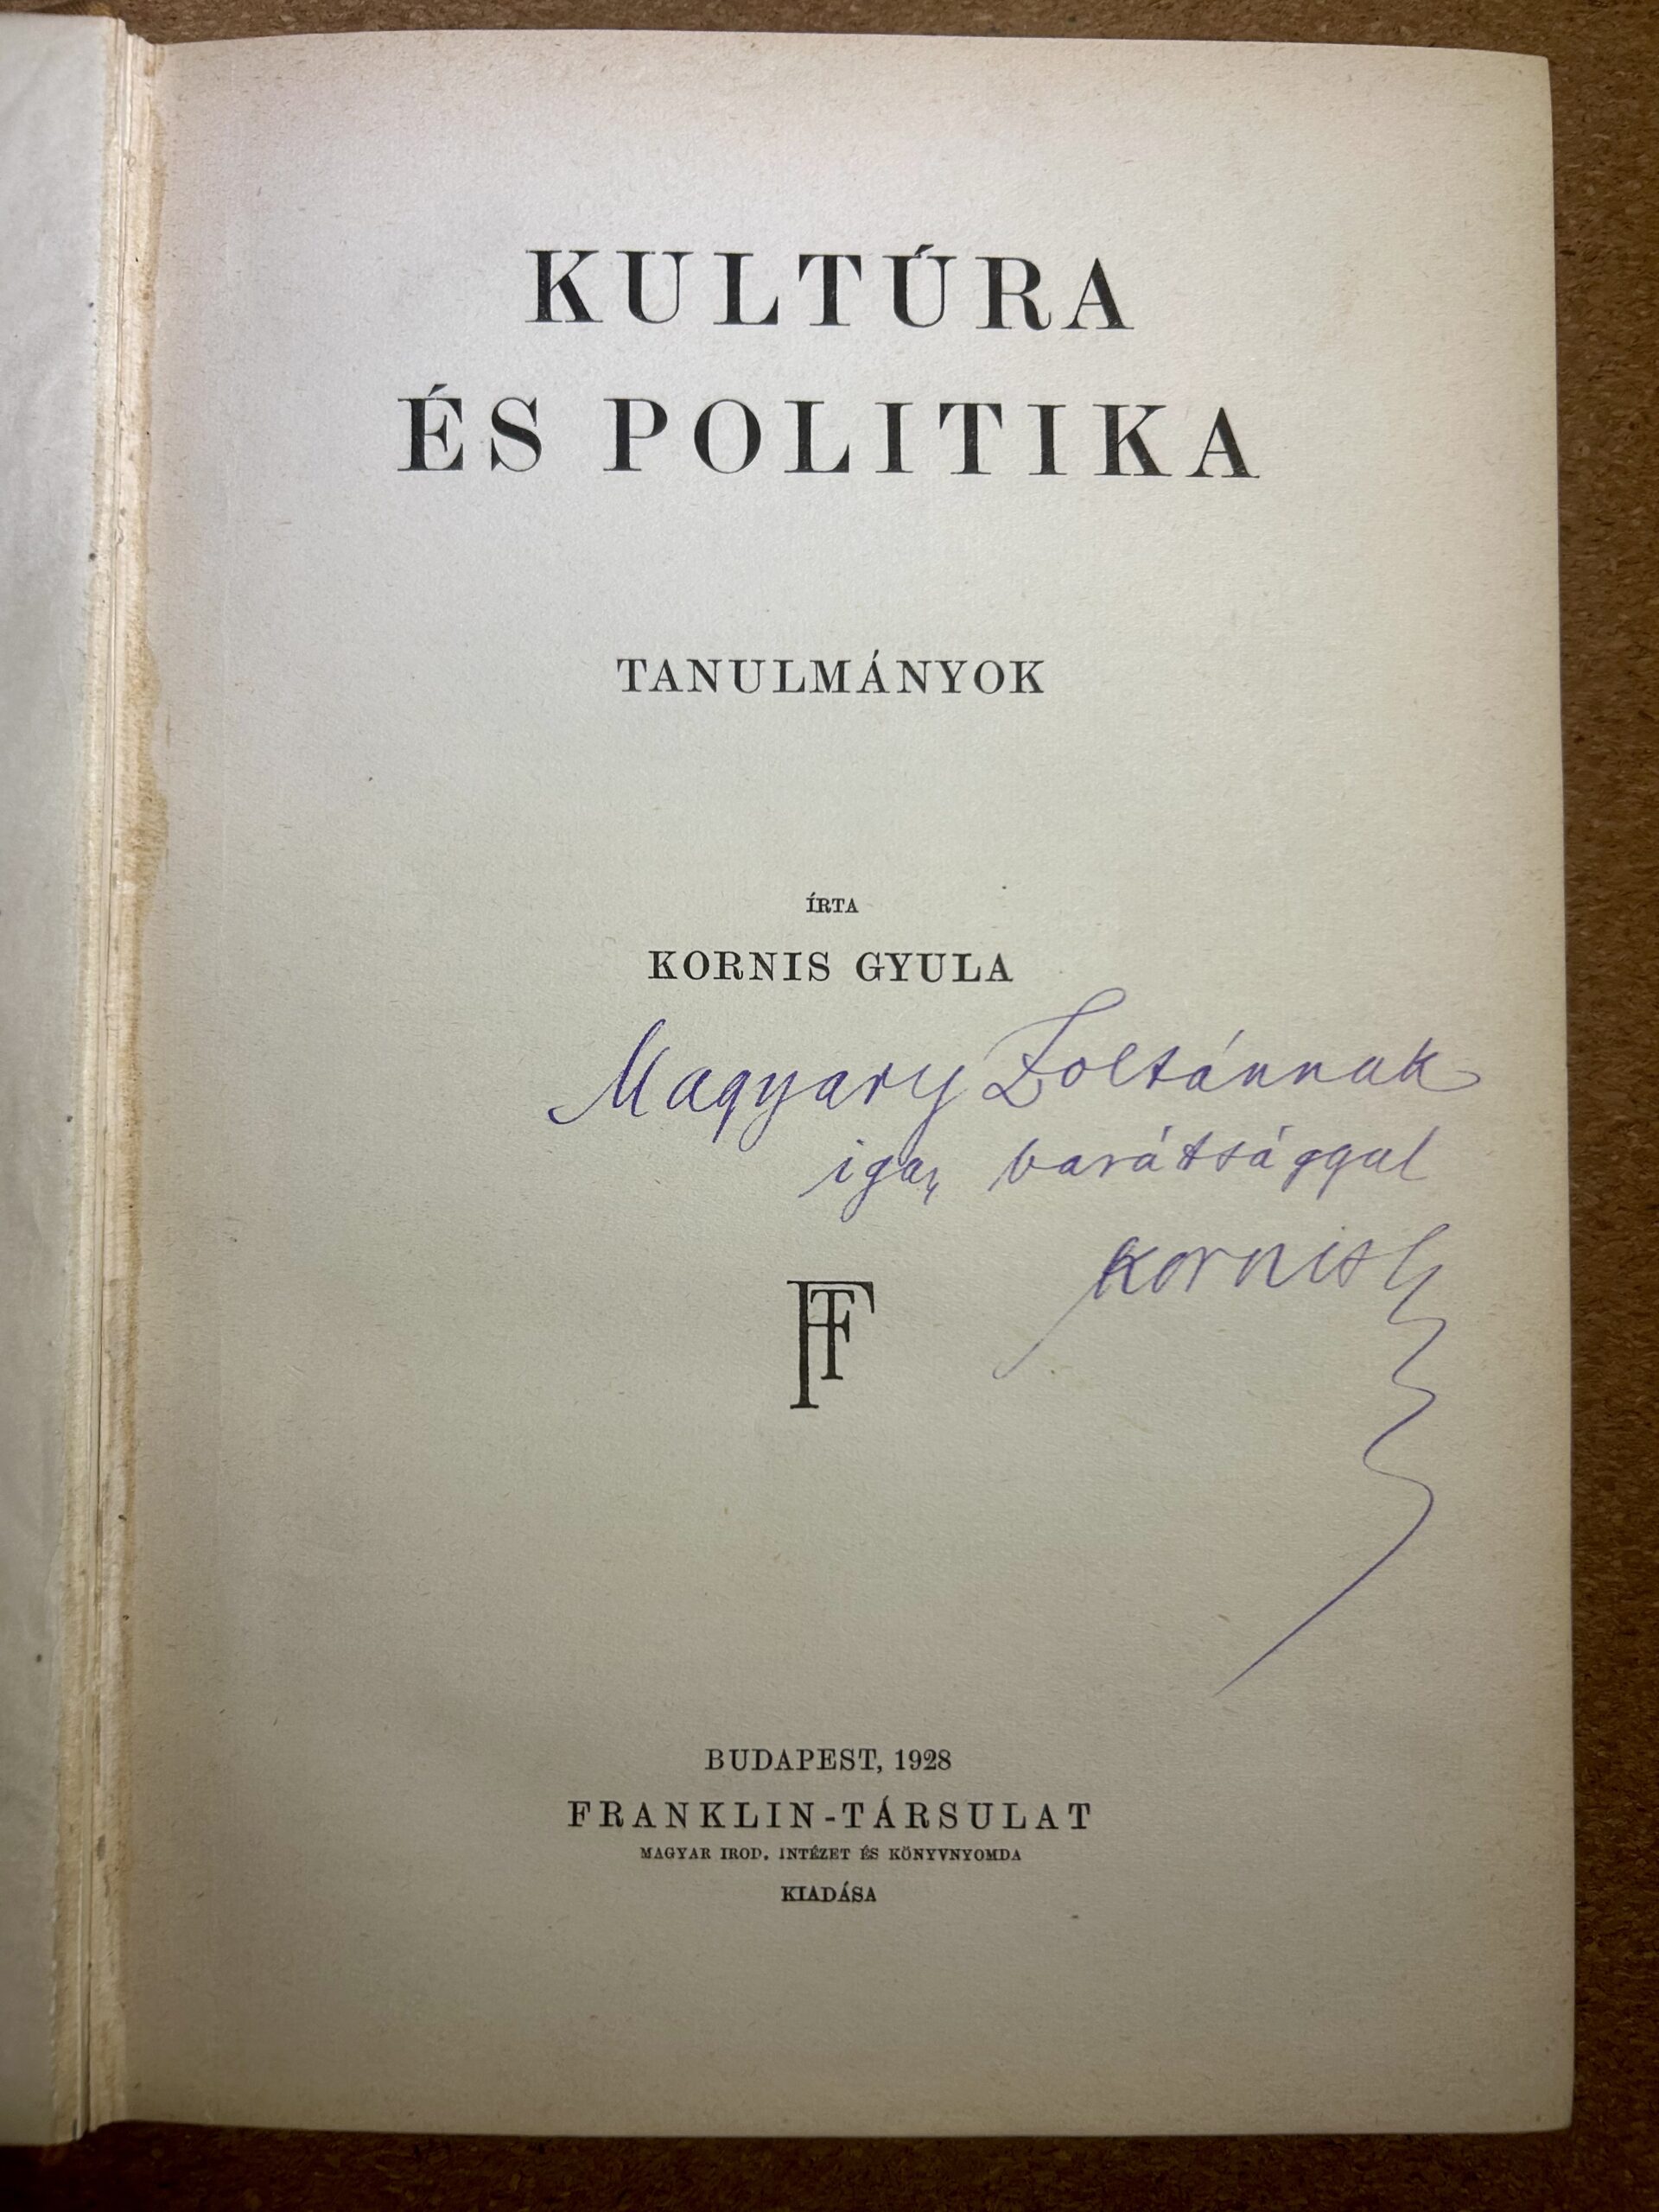 KULTÚRA
ÉS POLITIKA
TANULMÁNYOK
ÍRTA
KORNIS GYULA
Magyary Zoltánnak
igaz barátsággal
Kornis Gy
FT
BUDAPEST, 1928
FRANKLIN-TÁRSULAT
MAGYAR IROD. INTÉZET ÉS KÖNYVNYOMDA
KIADÁSA